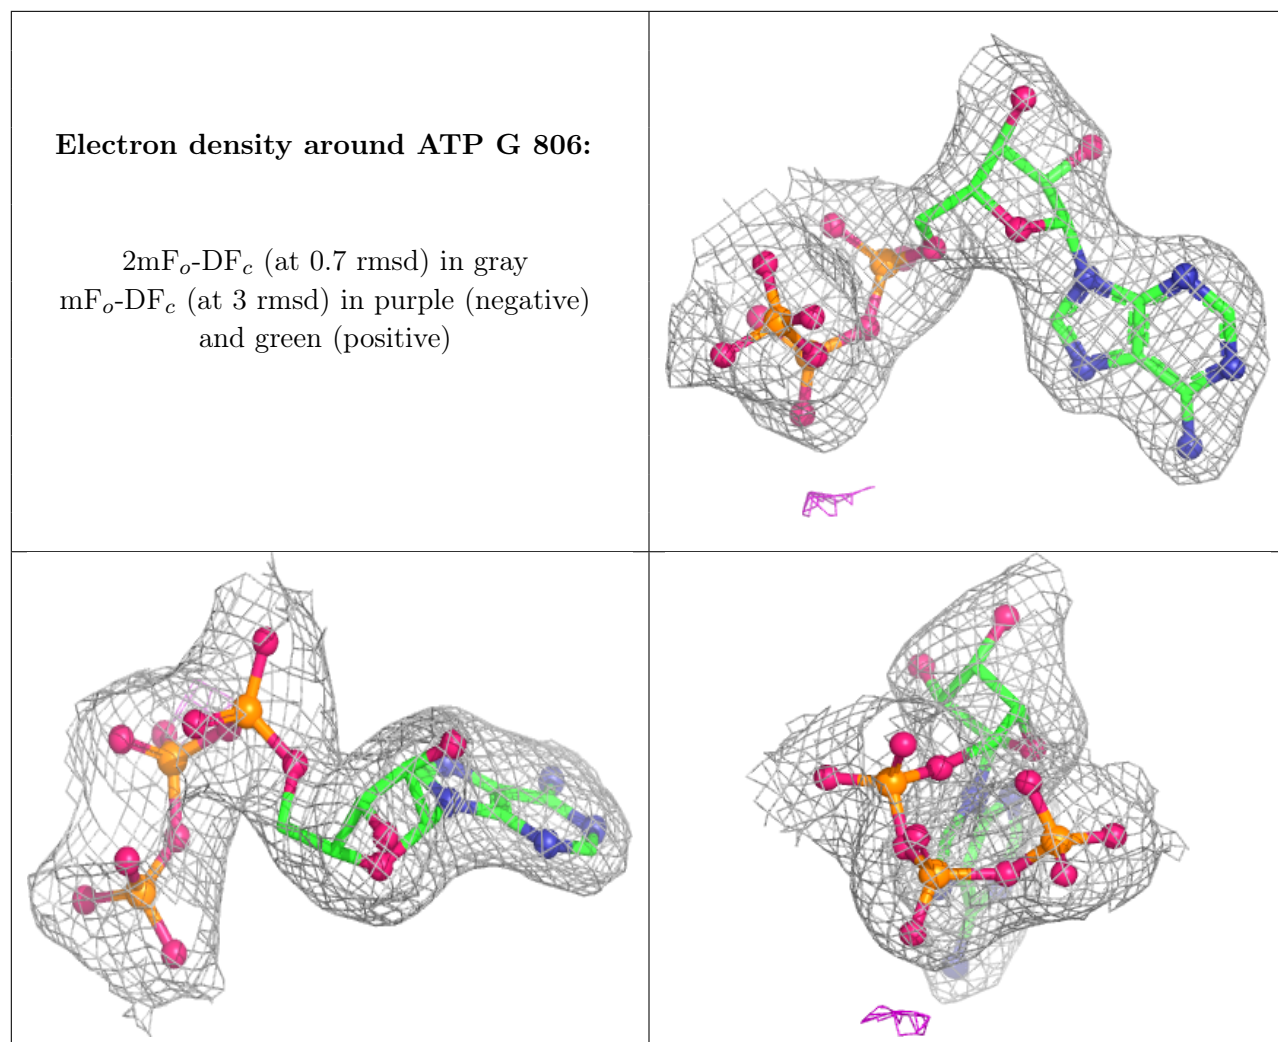 Electron density around ATP G 806:
2mFo-DFc (at 0.7 rmsd) in gray
mFo-DFc (at 3 rmsd) in purple (negative)
and green (positive)